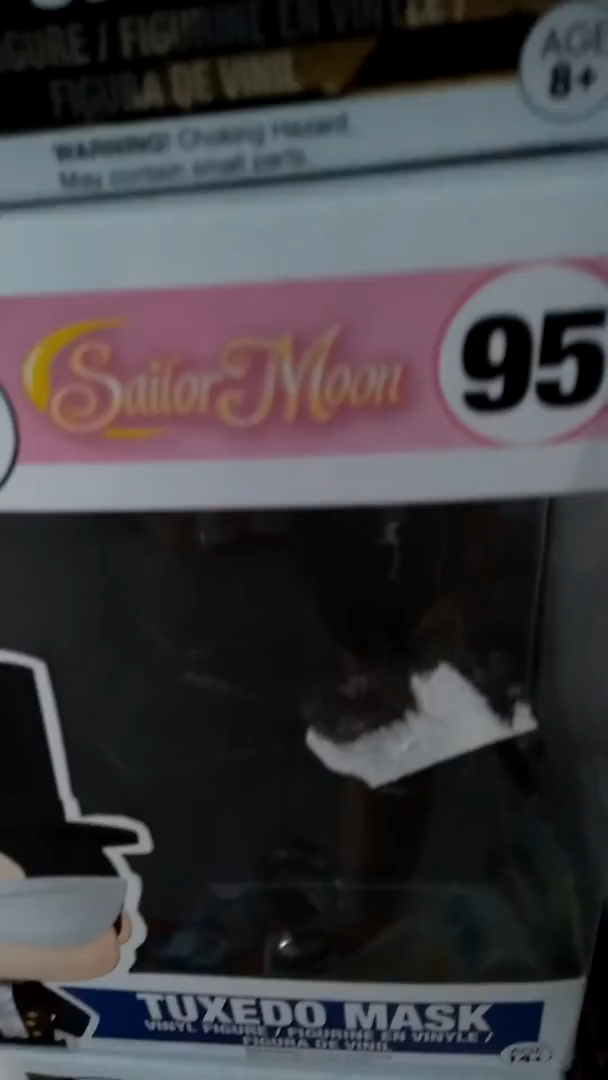 FIGURE / FIGURINE EN VINYLE /
FIGURA DE VINIL
AGE
8+
WARNING! Choking Hazard.
May contain small parts.
Sailor Moon
95
TUXEDO MASK
VINYL FIGURE / FIGURINE EN VINYLE /
FIGURA DE VINIL